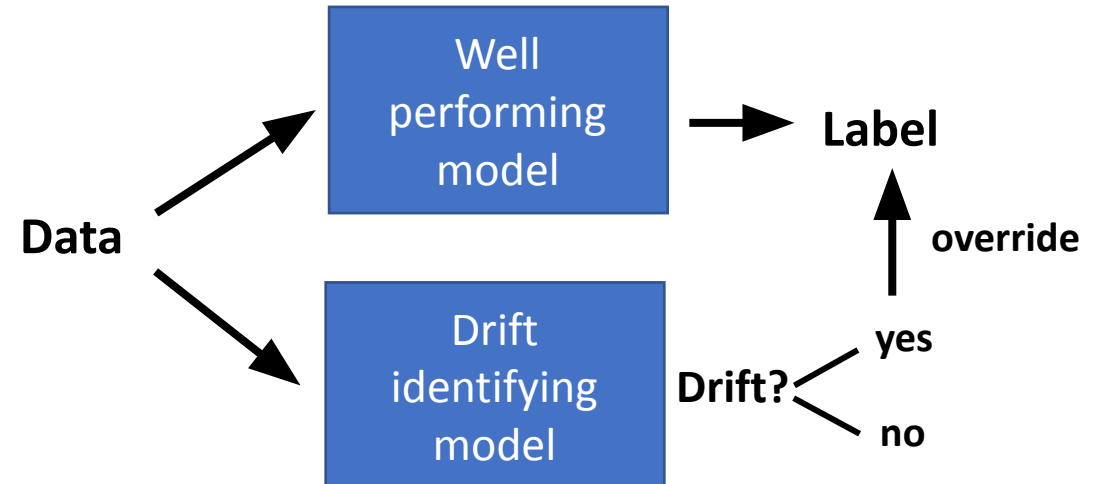 Well
performing
model
Label
Data
override
Drift
identifying
model
Drift?
yes
no